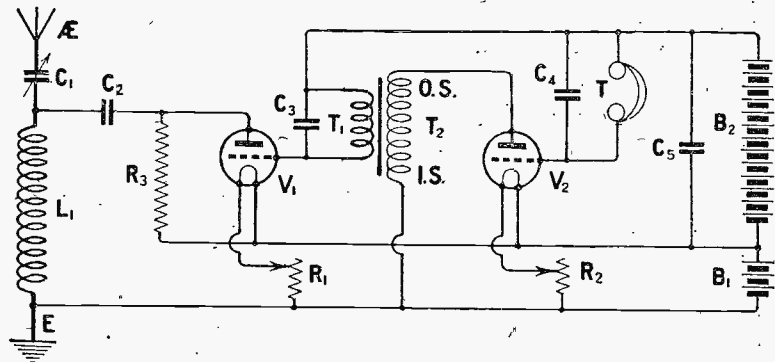 Æ
C₁
C₂
C₃
T₁
O.S.
T₂
I.S.
C₄
T
B₂
R₃
V₁
V₂
C₅
L₁
R₁
R₂
B₁
E